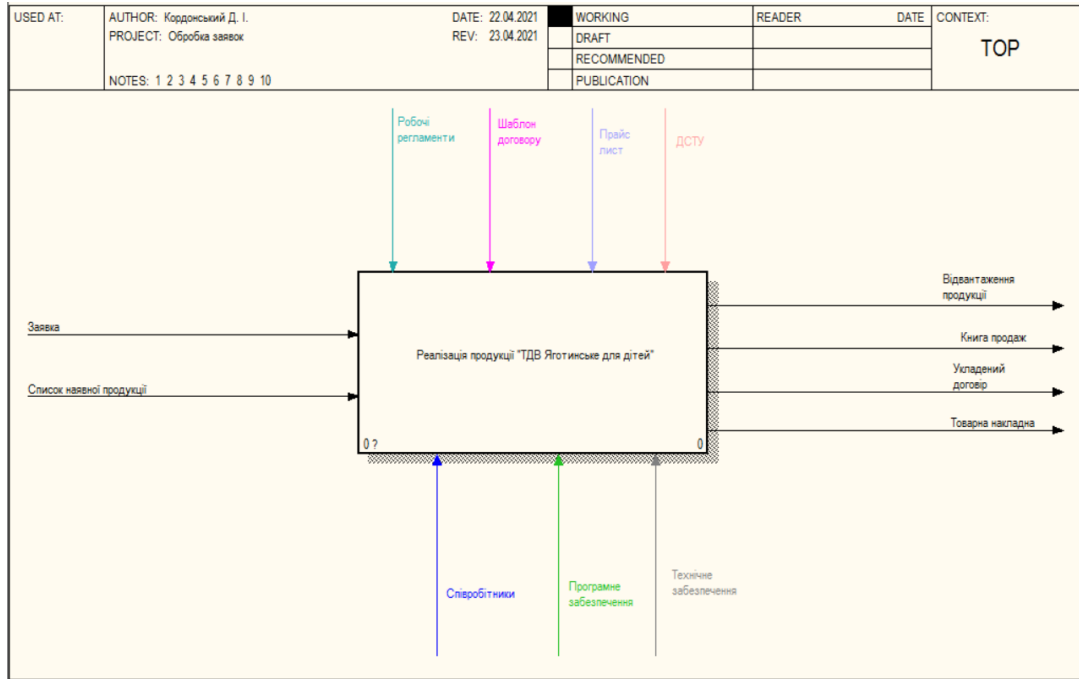 USED AT:
AUTHOR: Кордонський Д. І.
DATE: 22.04.2021
PROJECT: Обробка заявок
REV: 23.04.2021
NOTES: 1 2 3 4 5 6 7 8 9 10
WORKING
DRAFT
RECOMMENDED
PUBLICATION
READER
DATE
CONTEXT:
TOP
Робочі
регламенти
Шаблон
договору
Прайс
лист
ДСТУ
Заявка
Список наявної продукції
Реалізація продукції "ТДВ Яготинське для дітей"
0 ?
0
Відвантаження
продукції
Книга продаж
Укладений
договір
Товарна накладна
Співробітники
Програмне
забезпечення
Технічне
забезпечення